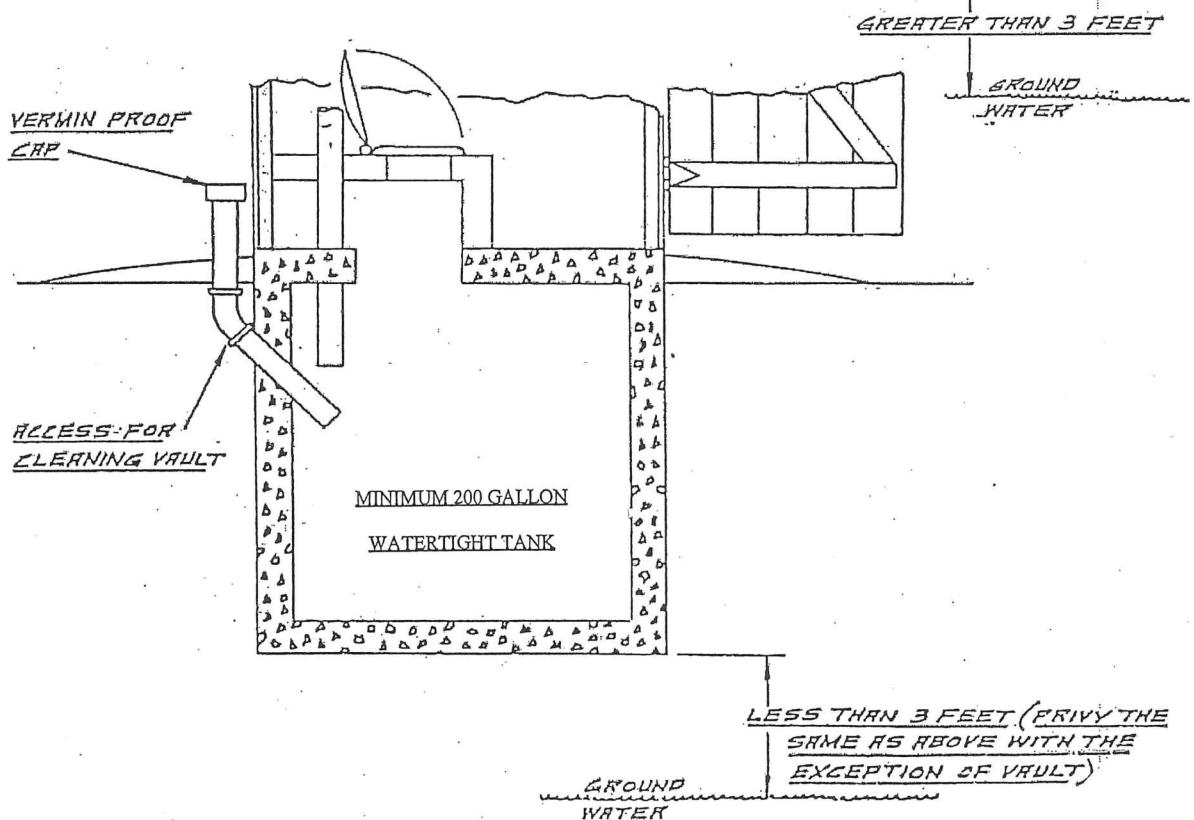 GREATER THAN 3 FEET
GROUND
WATER
VERMIN PROOF
CAP
ACCESS-FOR
CLEANING VAULT
MINIMUM 200 GALLON
WATERTIGHT TANK
LESS THAN 3 FEET (PRIVY THE
SAME AS ABOVE WITH THE
EXCEPTION OF VAULT)
GROUND
WATER